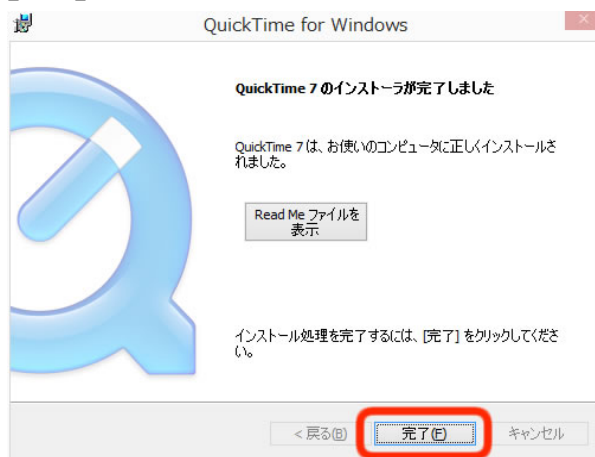 QuickTime for Windows
QuickTime 7 のインストーラが完了しました
QuickTime 7 は、お使いのコンピュータに正しくインストールさ
れました。
Read Me ファイルを
表示
インストール処理を完了するには、[完了] をクリックしてくださ
い。
< 戻る(B)
完了(F)
キャンセル